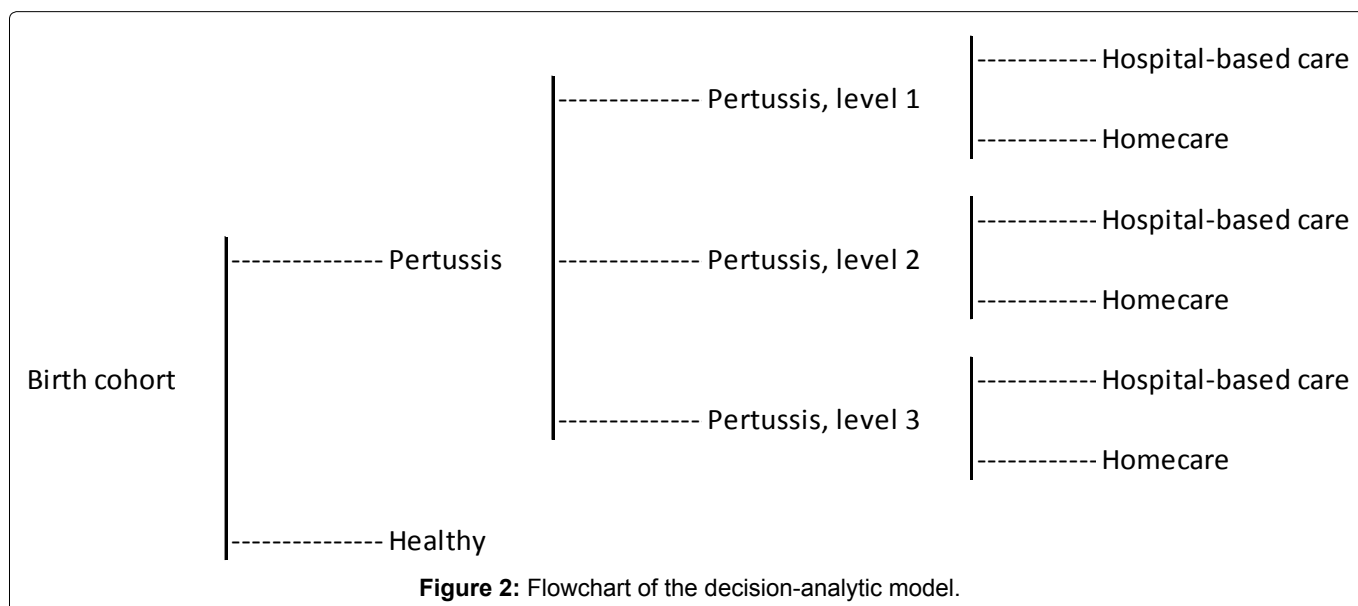 Hospital-based care
Pertussis, level 1
Homecare
Hospital-based care
Pertussis
Pertussis, level 2
Homecare
Birth cohort
Hospital-based care
Pertussis, level 3
Homecare
Healthy
Figure 2: Flowchart of the decision-analytic model.